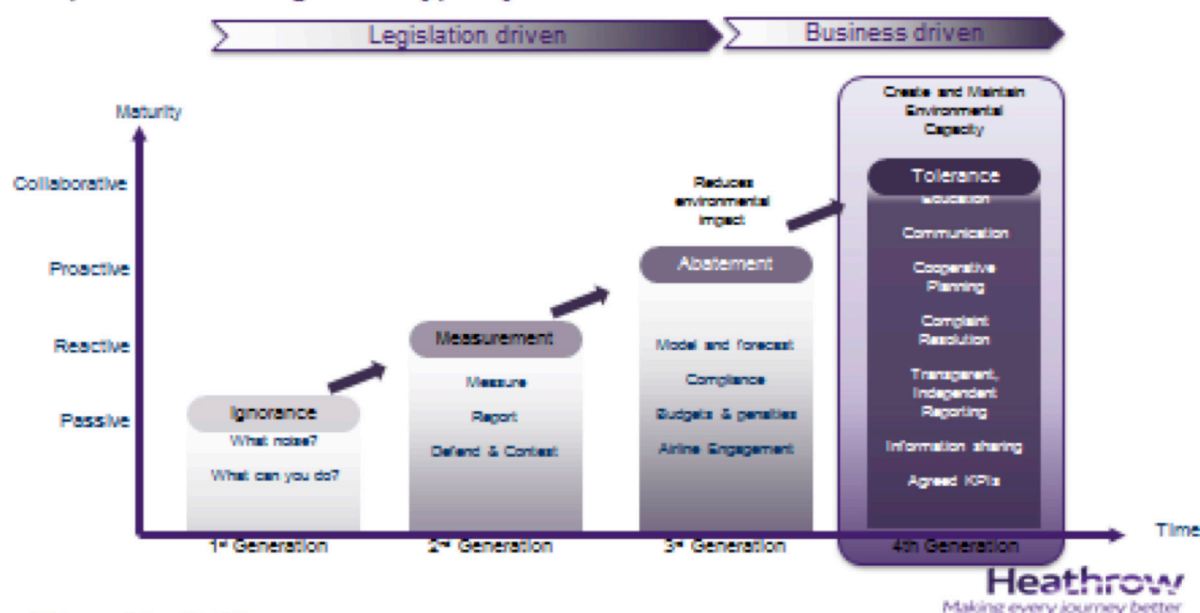 Legislation driven
Business driven
Maturity
Collaborative
Proactive
Reactive
Passive
Ignorance
What noise?
What can you do?
1st Generation
Measurement
Measure
Report
Defend & Contest
2nd Generation
Reduces
environmental
impact
Abatement
Model and forecast
Compliance
Budgets & penalties
Airline Engagement
3rd Generation
Create and Maintain
Environmental
Capacity
Tolerance
Education
Communication
Cooperative
Planning
Complaint
Resolution
Transparent,
Independent
Reporting
Information sharing
Agreed KPIs
4th Generation
Time
Heathrow
Making every journey better